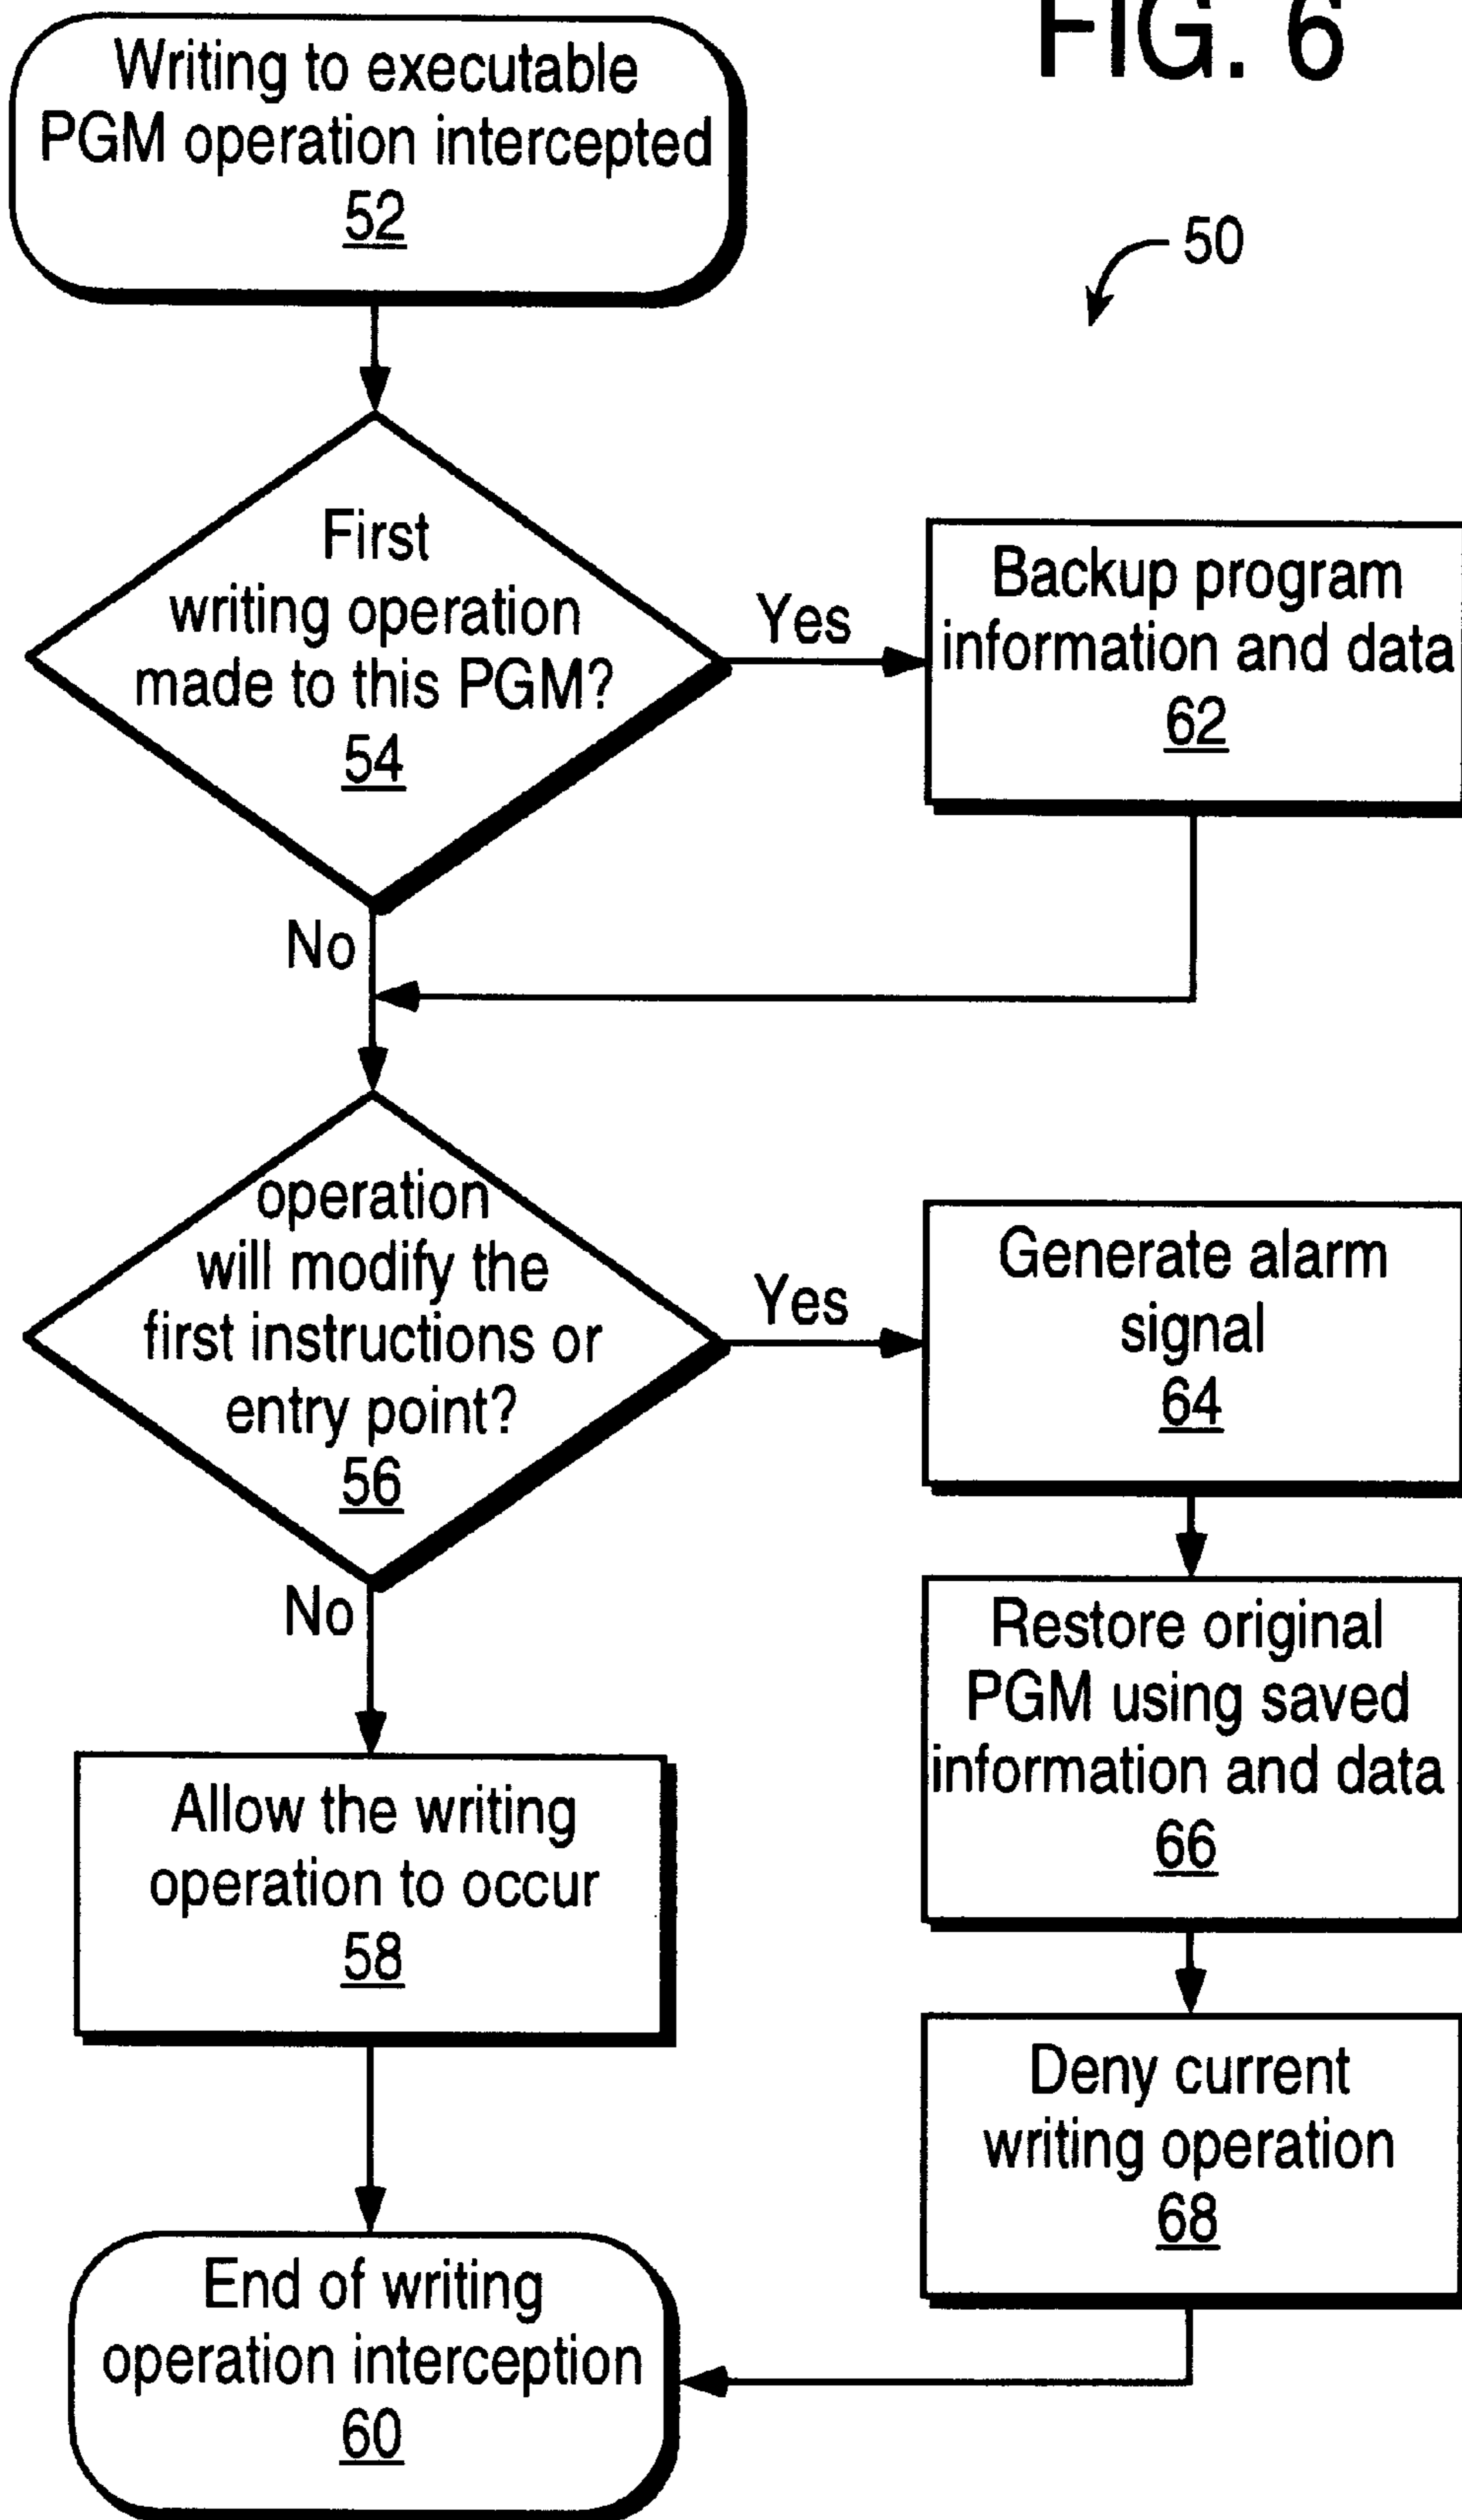 FIG. 6
Writing to executable
PGM operation intercepted
52
50
First
writing operation
made to this PGM?
54
Yes
Backup program
information and data
62
No
operation
will modify the
first instructions or
entry point?
56
Yes
Generate alarm
signal
64
No
Restore original
PGM using saved
information and data
66
Allow the writing
operation to occur
58
Deny current
writing operation
68
End of writing
operation interception
60